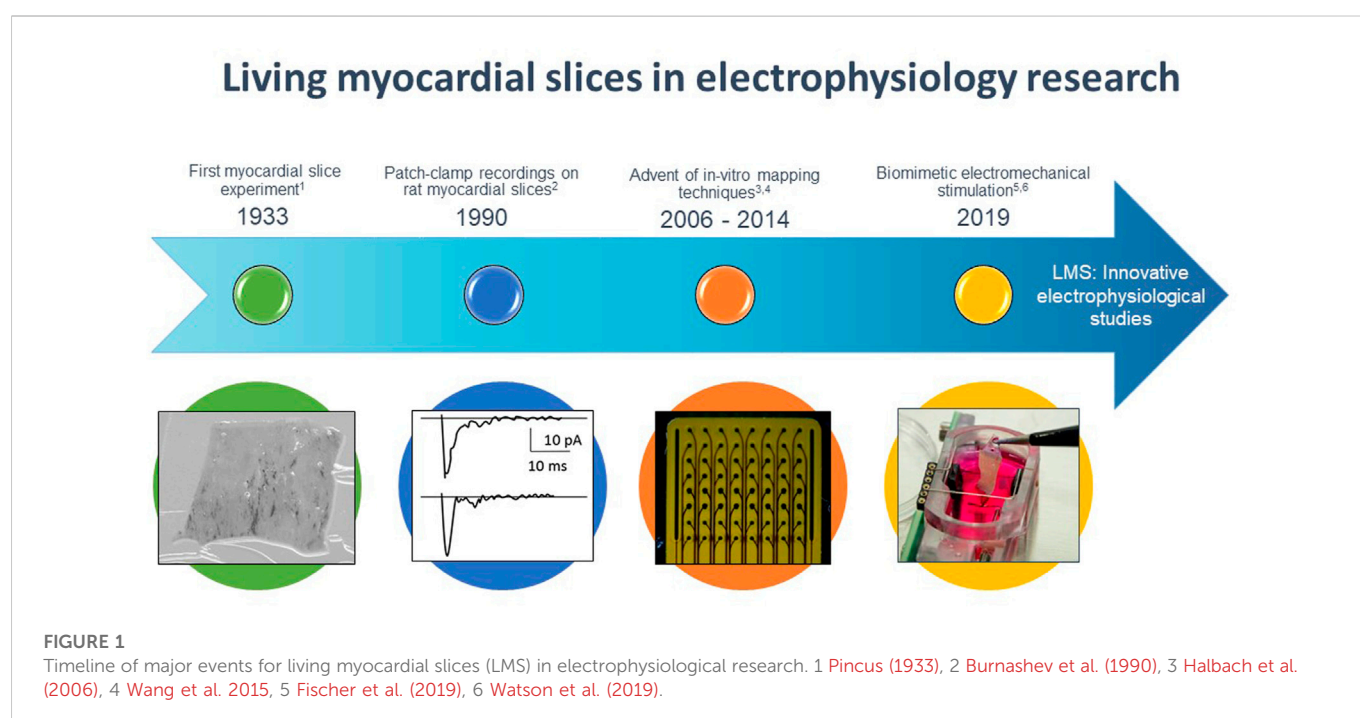 Living myocardial slices in electrophysiology research
First myocardial slice
experiment1
1933
Patch-clamp recordings on
rat myocardial slices2
1990
Advent of in-vitro mapping
techniques3,4
2006 - 2014
Biomimetic electromechanical
stimulation5,6
2019
LMS: Innovative
electrophysiological
studies
10 pA
10 ms
FIGURE 1
Timeline of major events for living myocardial slices (LMS) in electrophysiological research. 1 Pincus (1933), 2 Burnashev et al. (1990), 3 Halbach et al.
(2006), 4 Wang et al. 2015, 5 Fischer et al. (2019), 6 Watson et al. (2019).